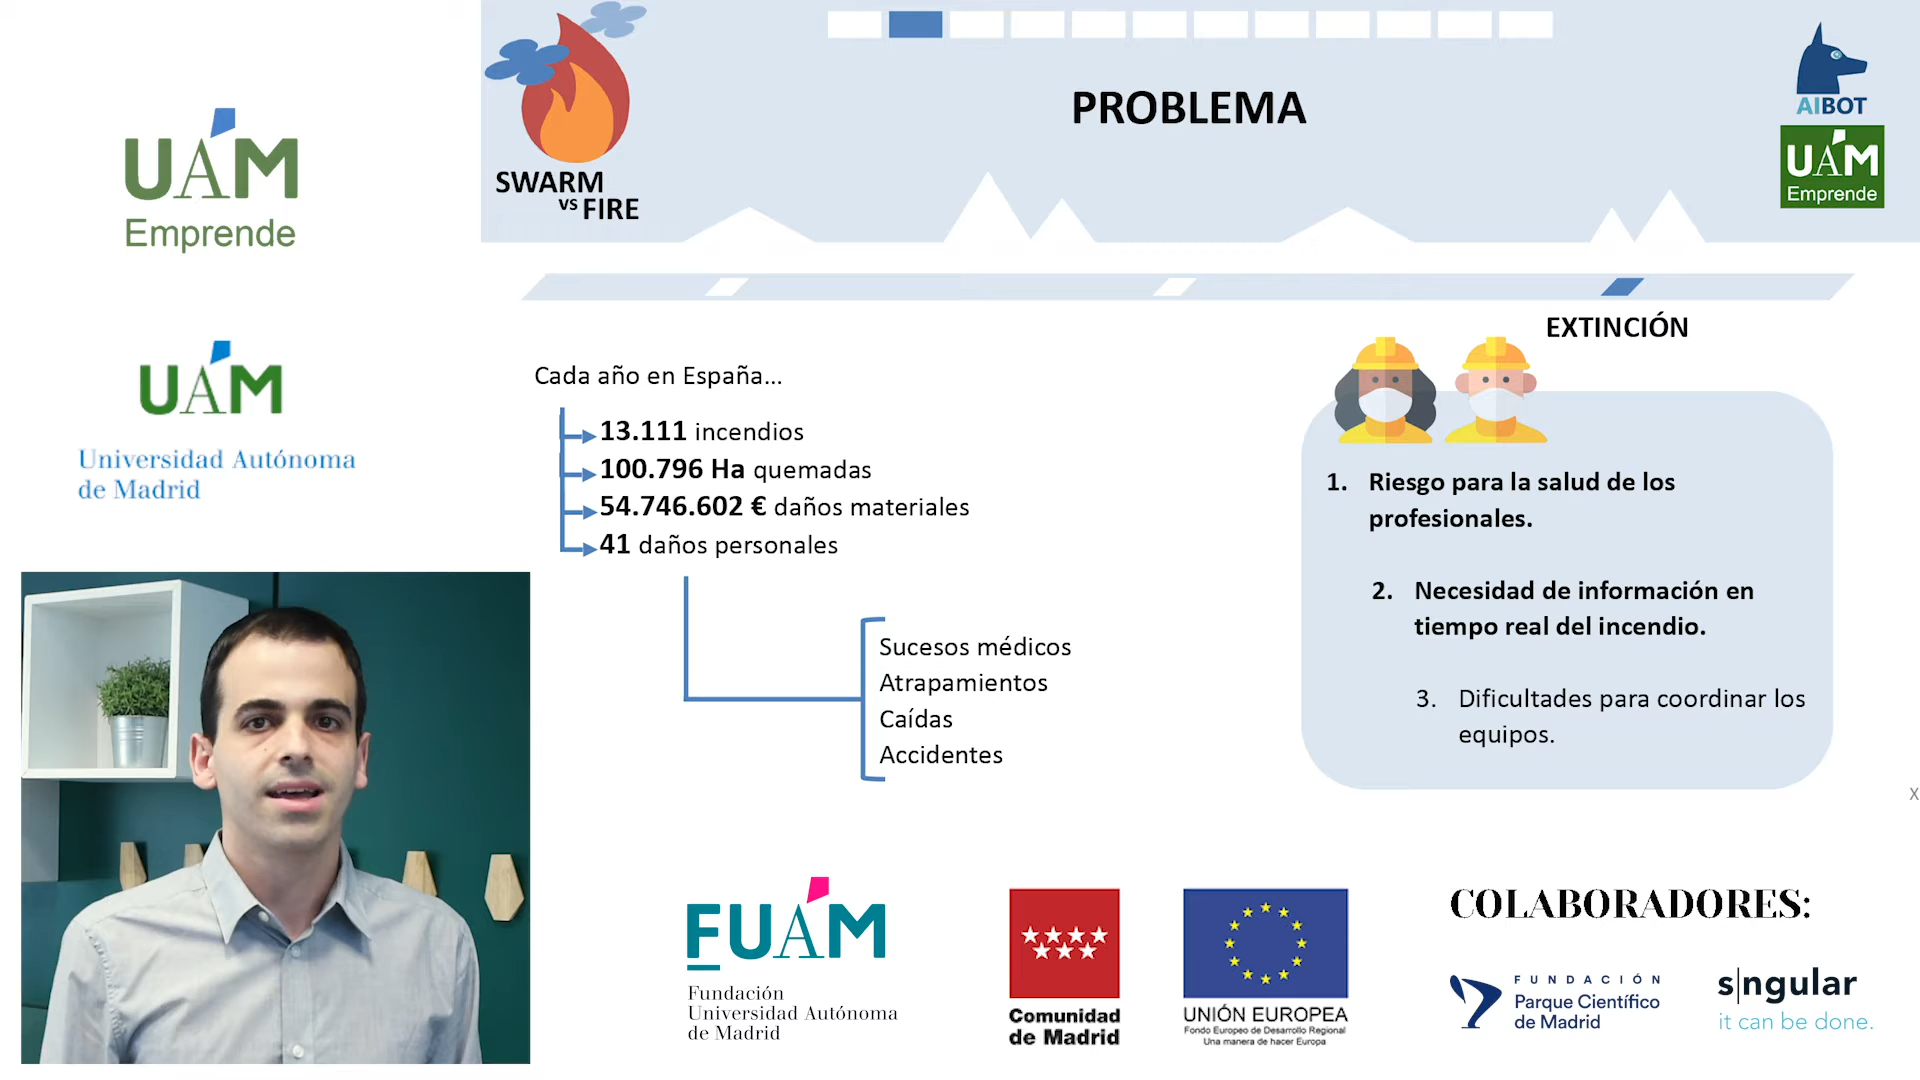 UAM
Emprende
UAM
Universidad Autónoma
de Madrid
SWARM
VS FIRE
PROBLEMA
AIBOT
UAM
Emprende
EXTINCIÓN
Cada año en España...
13.111 incendios
100.796 Ha quemadas
54.746.602 € daños materiales
41 daños personales
Sucesos médicos
Atrapamientos
Caídas
Accidentes
1. Riesgo para la salud de los
profesionales.
2. Necesidad de información en
tiempo real del incendio.
3. Dificultades para coordinar los
equipos.
X
FUAM
Fundación
Universidad Autónoma
de Madrid
Comunidad
de Madrid
UNIÓN EUROPEA
Fondo Europeo de Desarrollo Regional
Una manera de hacer Europa
COLABORADORES:
FUNDACIÓN
Parque Científico
de Madrid
s|ngular
it can be done.